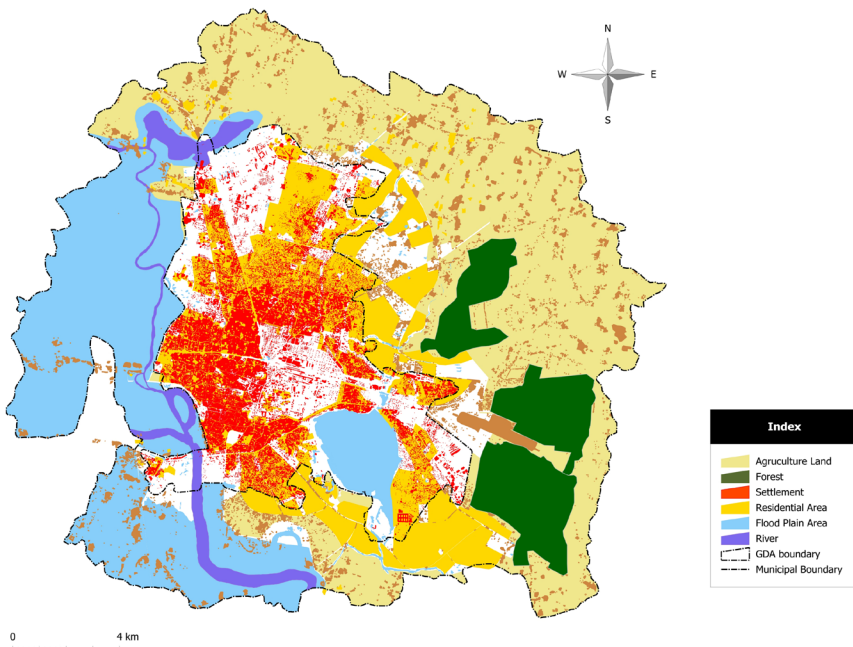 N
W E
S
Index
Agruculture Land
Forest
Settlement
Residential Area
Flood Plain Area
River
GDA boundary
Municipal Boundary
0 4 km